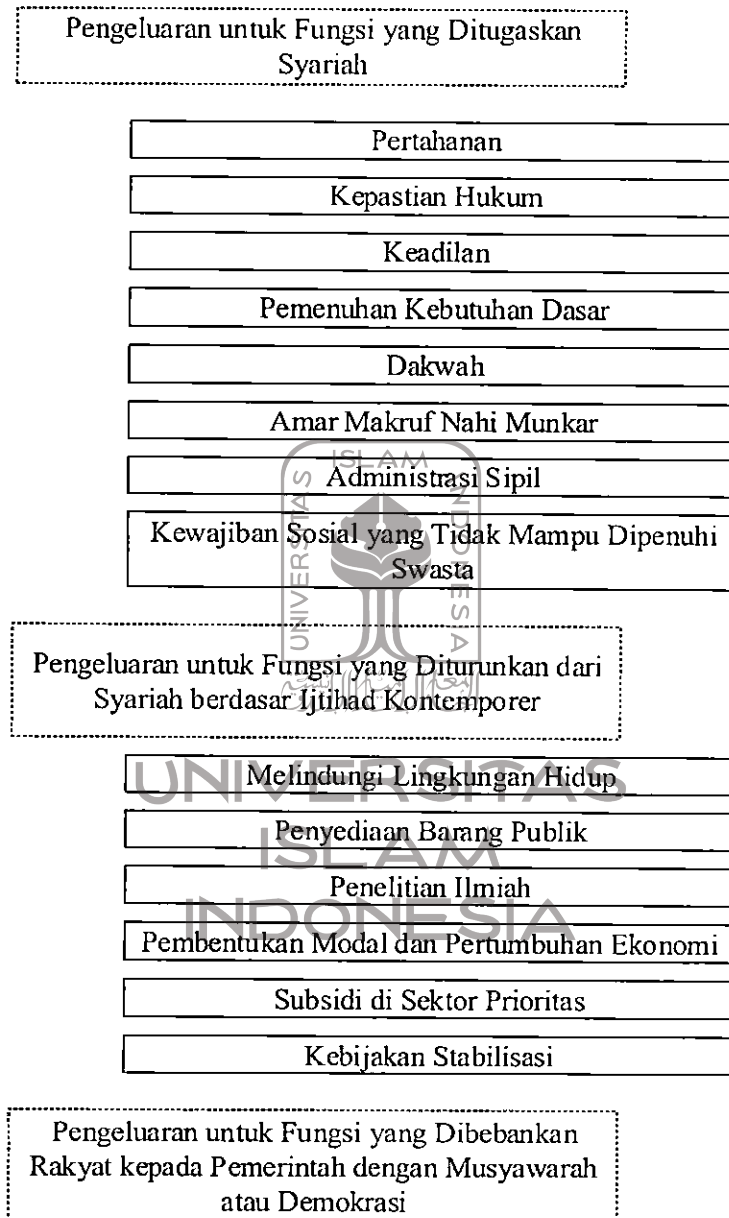 Pengeluaran untuk Fungsi yang Ditugaskan
Syariah
Pertahanan
Kepastian Hukum
Keadilan
Pemenuhan Kebutuhan Dasar
Dakwah
Amar Makruf Nahi Munkar
Administrasi Sipil
Kewajiban Sosial yang Tidak Mampu Dipenuhi
Swasta
UNIVERSITAS
ISLAM
INDONESIA
Pengeluaran untuk Fungsi yang Diturunkan dari
Syariah berdasar Ijtihad Kontemporer
Melindungi Lingkungan Hidup
Penyediaan Barang Publik
Penelitian Ilmiah
Pembentukan Modal dan Pertumbuhan Ekonomi
Subsidi di Sektor Prioritas
Kebijakan Stabilisasi
UNIVERSITAS
ISLAM
INDONESIA
Pengeluaran untuk Fungsi yang Dibebankan
Rakyat kepada Pemerintah dengan Musyawarah
atau Demokrasi